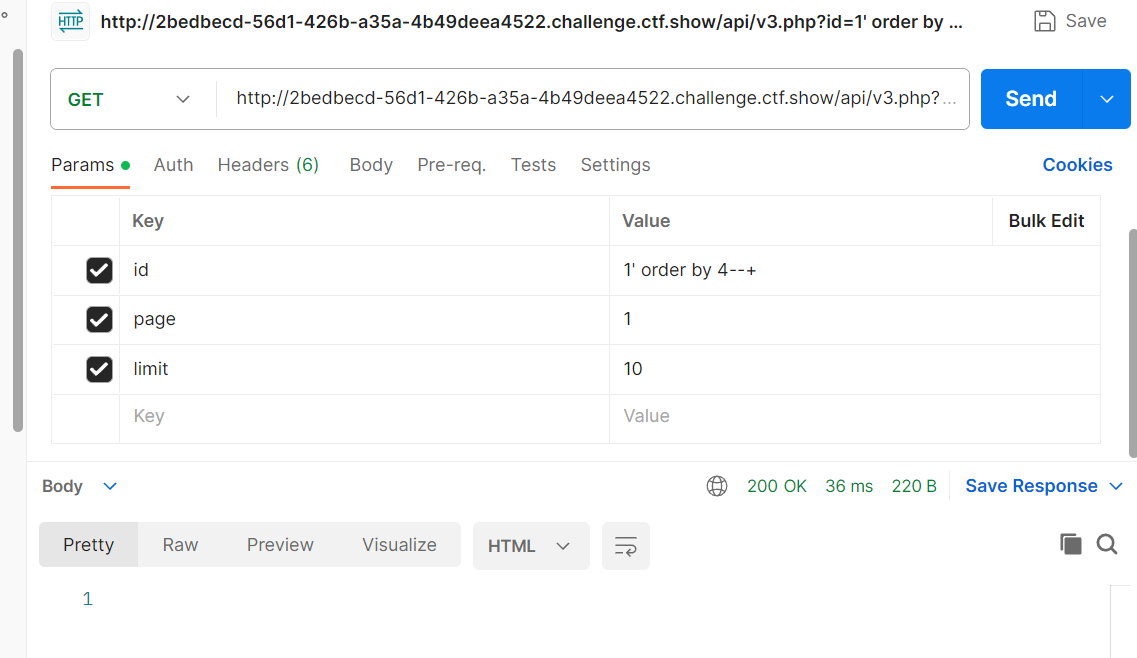 HTTP http://2bedbecd-56d1-426b-a35a-4b49deea4522.challenge.ctf.show/api/v3.php?id=1' order by ... Save
GET http://2bedbecd-56d1-426b-a35a-4b49deea4522.challenge.ctf.show/api/v3.php?... Send
Params Auth Headers (6) Body Pre-req. Tests Settings Cookies
Key Value Bulk Edit
id 1' order by 4--+
page 1
limit 10
Key Value
Body 200 OK 36 ms 220 B Save Response
Pretty Raw Preview Visualize HTML
1